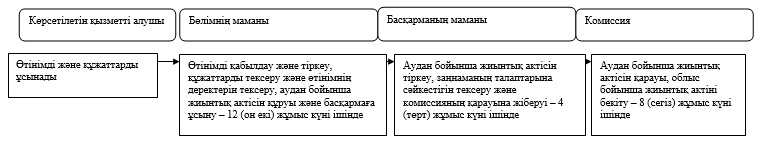 Көрсетілетін қызметті алушы
Бөлімнің маманы
Басқарманың маманы
Комиссия
Өтінімді және құжаттарды
ұсынады
Өтінімді қабылдау және тіркеу,
құжаттарды тексеру және өтінімнің
деректерін тексеру, аудан бойынша
жиынтық актісін құруы және басқармаға
ұсыну – 12 (он екі) жұмыс күні ішінде
Аудан бойынша жиынтық актісін
тіркеу, заңнаманың талаптарына
сәйкестігін тексеру және
комиссияның қарауына жіберуі – 4
(төрт) жұмыс күні ішінде
Аудан бойынша жиынтық
актісін қарауы, облыс
бойынша жиынтық актіні
бекіту – 8 (сегіз) жұмыс күні
ішінде